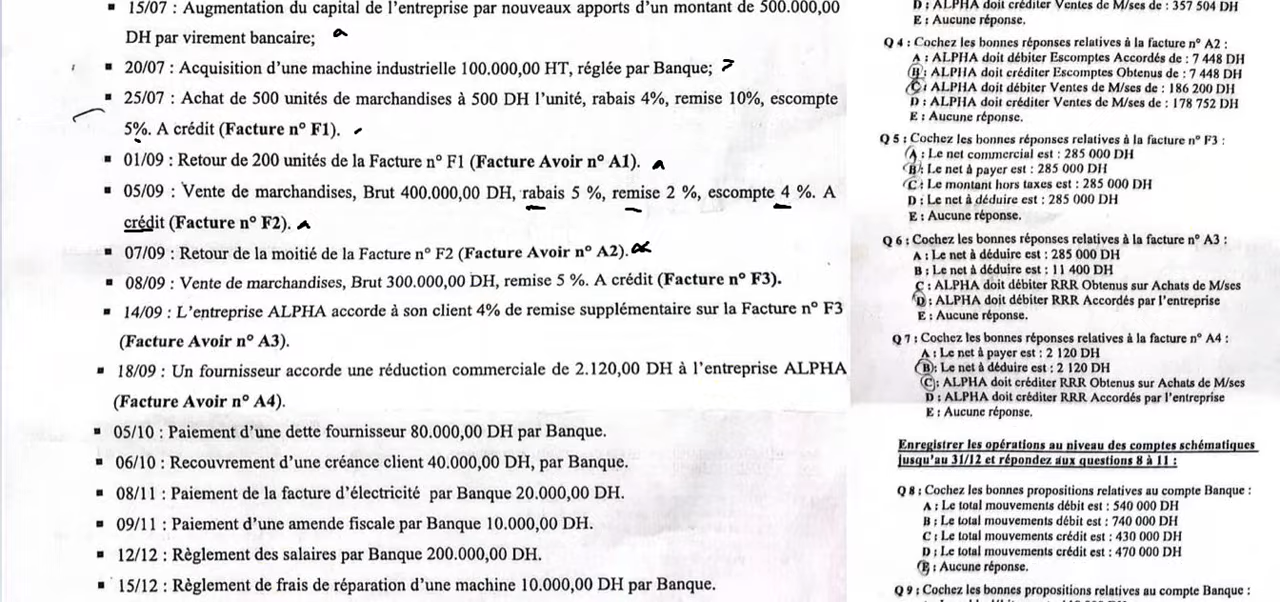 15/07 : Augmentation du capital de l'entreprise par nouveaux apports d'un montant de 500.000,00
DH par virement bancaire;
20/07 : Acquisition d'une machine industrielle 100.000,00 HT, réglée par Banque;
25/07 : Achat de 500 unités de marchandises à 500 DH l'unité, rabais 4%, remise 10%, escompte
5%. A crédit (Facture n° F1).
01/09 : Retour de 200 unités de la Facture n° F1 (Facture Avoir n° A1).
05/09 : Vente de marchandises, Brut 400.000,00 DH, rabais 5 %, remise 2 %, escompte 4 %. A
crédit (Facture n° F2).
07/09 : Retour de la moitié de la Facture n° F2 (Facture Avoir n° A2).
08/09 : Vente de marchandises, Brut 300.000,00 DH, remise 5 %. A crédit (Facture n° F3).
14/09 : L'entreprise ALPHA accorde à son client 4% de remise supplémentaire sur la Facture n° F3
(Facture Avoir n° A3).
18/09 : Un fournisseur accorde une réduction commerciale de 2.120,00 DH à l'entreprise ALPHA
(Facture Avoir n° A4).
05/10 : Paiement d'une dette fournisseur 80.000,00 DH par Banque.
06/10 : Recouvrement d'une créance client 40.000,00 DH, par Banque.
08/11 : Paiement de la facture d'électricité par Banque 20.000,00 DH.
09/11 : Paiement d'une amende fiscale par Banque 10.000,00 DH.
12/12 : Règlement des salaires par Banque 200.000,00 DH.
15/12 : Règlement de frais de réparation d'une machine 10.000,00 DH par Banque.
D : ALPHA doit créditer Ventes de M/ses de : 357 504 DH
E : Aucune réponse.
Q 4 : Cochez les bonnes réponses relatives à la facture n° A2 :
A : ALPHA doit débiter Escomptes Accordés de : 7 448 DH
B : ALPHA doit créditer Escomptes Obtenus de : 7 448 DH
C : ALPHA doit débiter Ventes de M/ses de : 186 200 DH
D : ALPHA doit créditer Ventes de M/ses de : 178 752 DH
E : Aucune réponse.
Q 5 : Cochez les bonnes réponses relatives à la facture n° F3 :
A : Le net commercial est : 285 000 DH
B : Le net à payer est : 285 000 DH
C : Le montant hors taxes est : 285 000 DH
D : Le net à déduire est : 285 000 DH
E : Aucune réponse.
Q 6 : Cochez les bonnes réponses relatives à la facture n° A3 :
A : Le net à déduire est : 285 000 DH
B : Le net à déduire est : 11 400 DH
C : ALPHA doit débiter RRR Obtenus sur Achats de M/ses
D : ALPHA doit débiter RRR Accordés par l'entreprise
E : Aucune réponse.
Q 7 : Cochez les bonnes réponses relatives à la facture n° A4 :
A : Le net à payer est : 2 120 DH
B : Le net à déduire est : 2 120 DH
C : ALPHA doit créditer RRR Obtenus sur Achats de M/ses
D : ALPHA doit créditer RRR Accordés par l'entreprise
E : Aucune réponse.
Enregistrer les opérations au niveau des comptes schématiques
jusqu'au 31/12 et répondez aux questions 8 à 11 :
Q 8 : Cochez les bonnes propositions relatives au compte Banque :
A : Le total mouvements débit est : 540 000 DH
B : Le total mouvements débit est : 740 000 DH
C : Le total mouvements crédit est : 430 000 DH
D : Le total mouvements crédit est : 470 000 DH
E : Aucune réponse.
Q 9 : Cochez les bonnes propositions relatives au compte Banque :